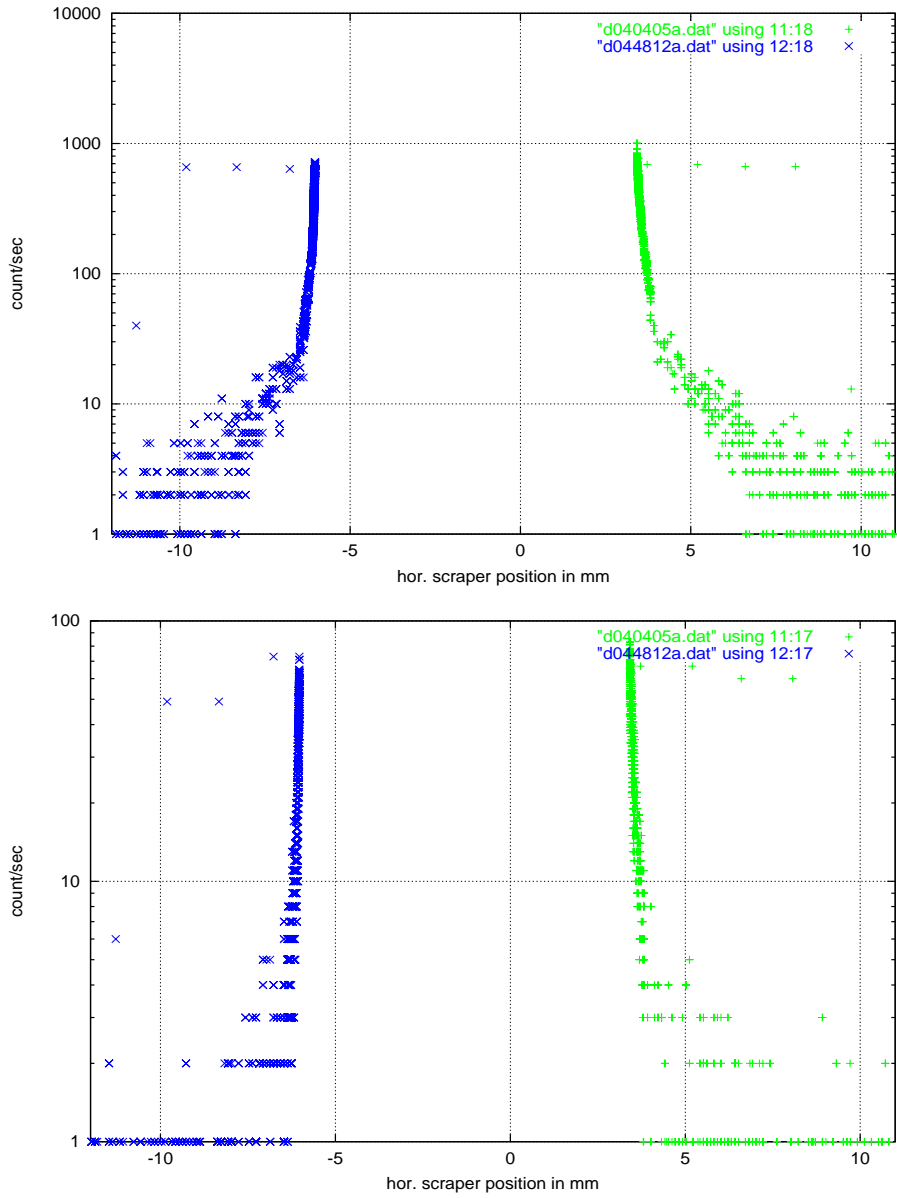 10000
"d040405a.dat" using 11:18
"d044812a.dat" using 12:18
1000
count/sec
100
10
1
-10 -5 0 5 10
hor. scraper position in mm
100
"d040405a.dat" using 11:17
"d044812a.dat" using 12:17
count/sec
10
1
-10 -5 0 5 10
hor. scraper position in mm